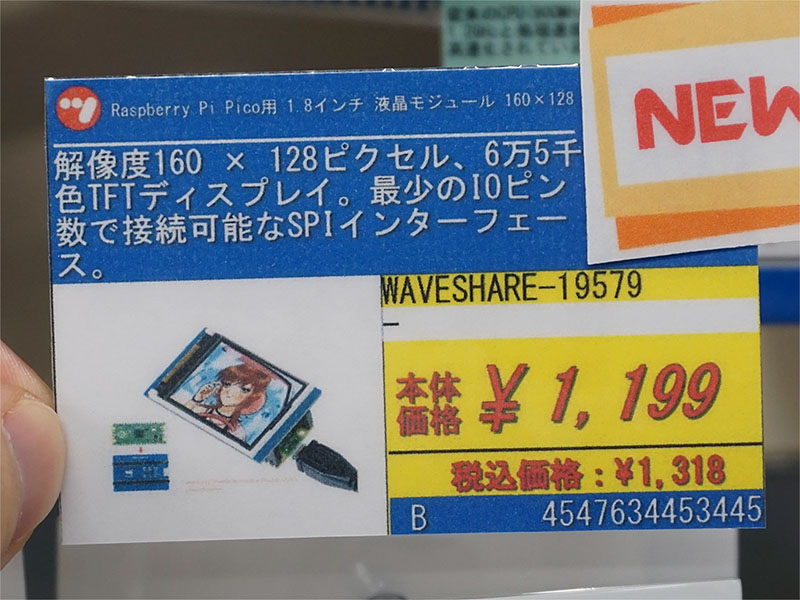 Raspberry Pi Pico用 1.8インチ 液晶モジュール 160×128
NEW
解像度160 × 128ピクセル、6万5千
色TFTディスプレイ。最少のIOピン
数で接続可能なSPIインターフェー
ス。
WAVESHARE-19579
–
本体
価格
¥1,199
税込価格：¥1,318
B
4547634453445